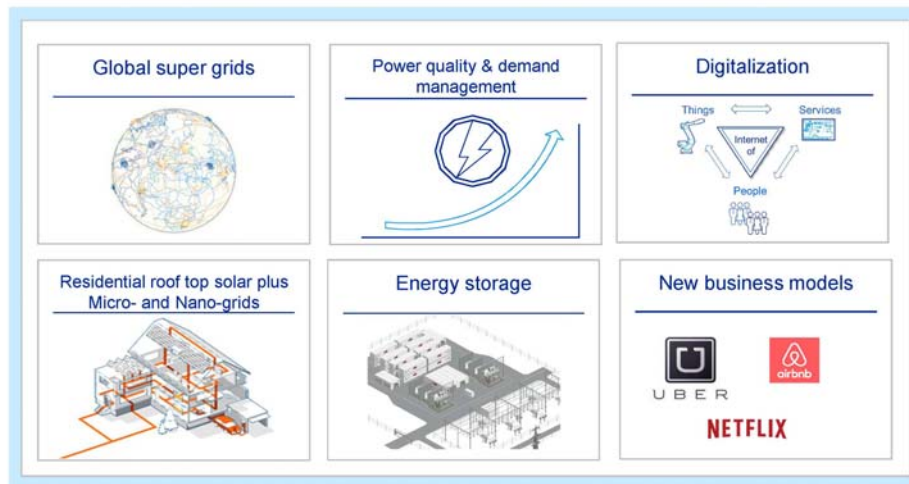 Global super grids
Power quality & demand
management
Digitalization
Things
Services
Internet
of
People
Residential roof top solar plus
Micro- and Nano-grids
Energy storage
New business models
UBER
airbnb
NETFLIX